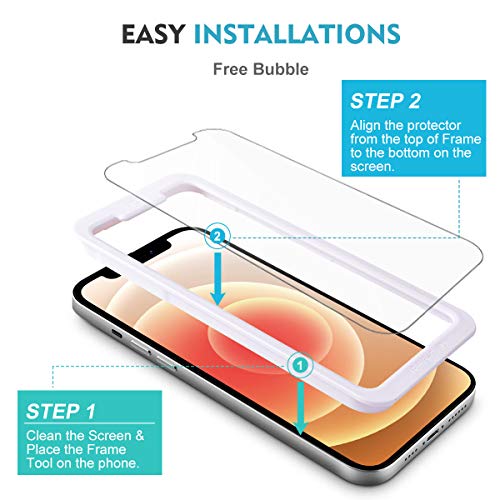 EASY INSTALLATIONS
Free Bubble
STEP 2
Align the protector
from the top of Frame
to the bottom on the
screen.
2
1
STEP 1
Clean the Screen &
Place the Frame
Tool on the phone.